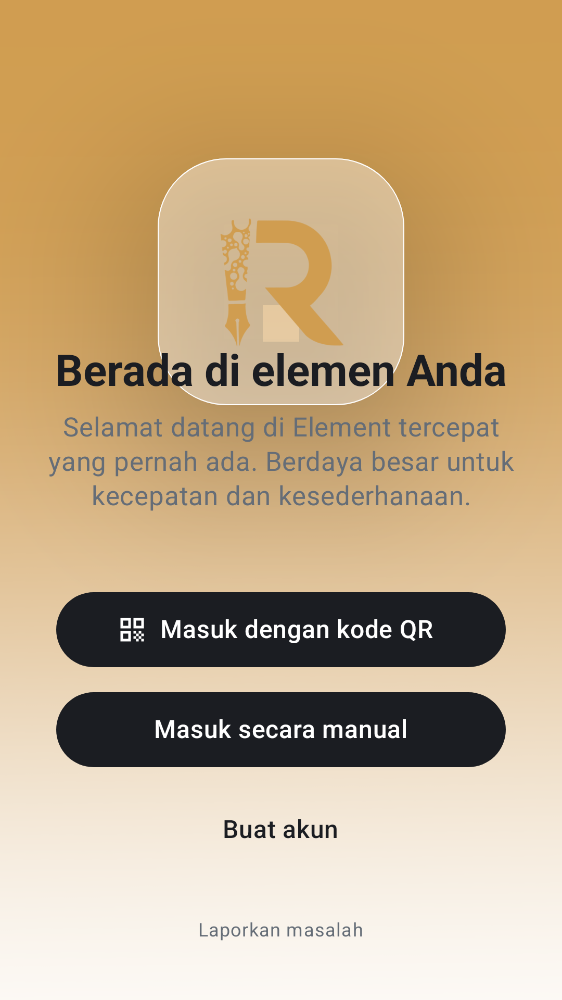 R
Berada di elemen Anda
Selamat datang di Element tercepat
yang pernah ada. Berdaya besar untuk
kecepatan dan kesederhanaan.
Masuk dengan kode QR
Masuk secara manual
Buat akun
Laporkan masalah